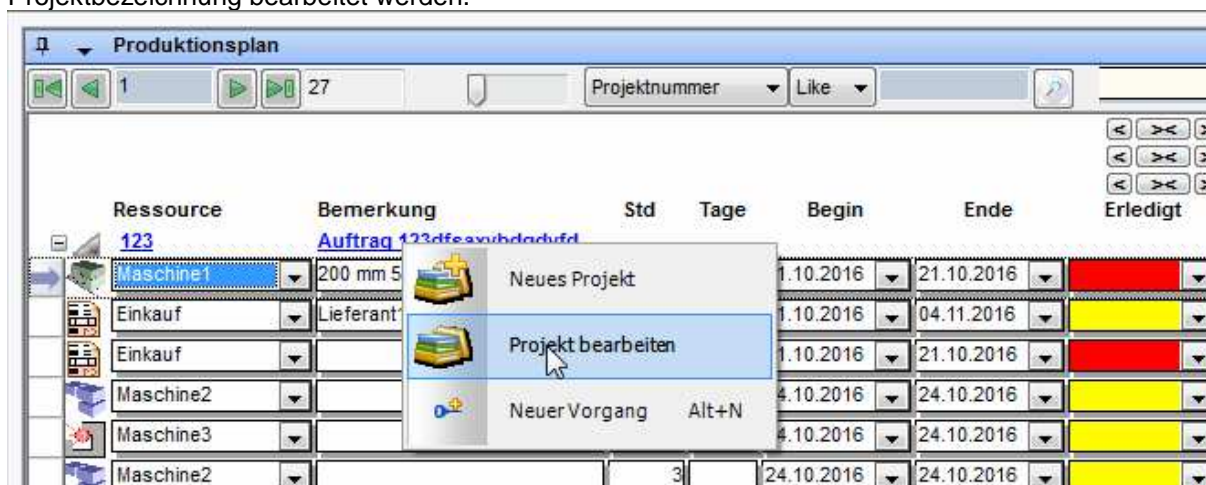 Projektbezeichnung bearbeitet werden.
Produktionsplan
1 27 Projektnummer Like
< ><
< ><
< ><
Ressource Bemerkung Std Tage Begin Ende Erledigt
123 Auftrag
Maschine1 200 mm 5 1.10.2016 21.10.2016
Neues Projekt
Einkauf Lieferant 1.10.2016 04.11.2016
Projekt bearbeiten
Einkauf 1.10.2016 21.10.2016
Maschine2 4.10.2016 24.10.2016
Neuer Vorgang Alt+N
Maschine3 4.10.2016 24.10.2016
Maschine2 3 24.10.2016 24.10.2016